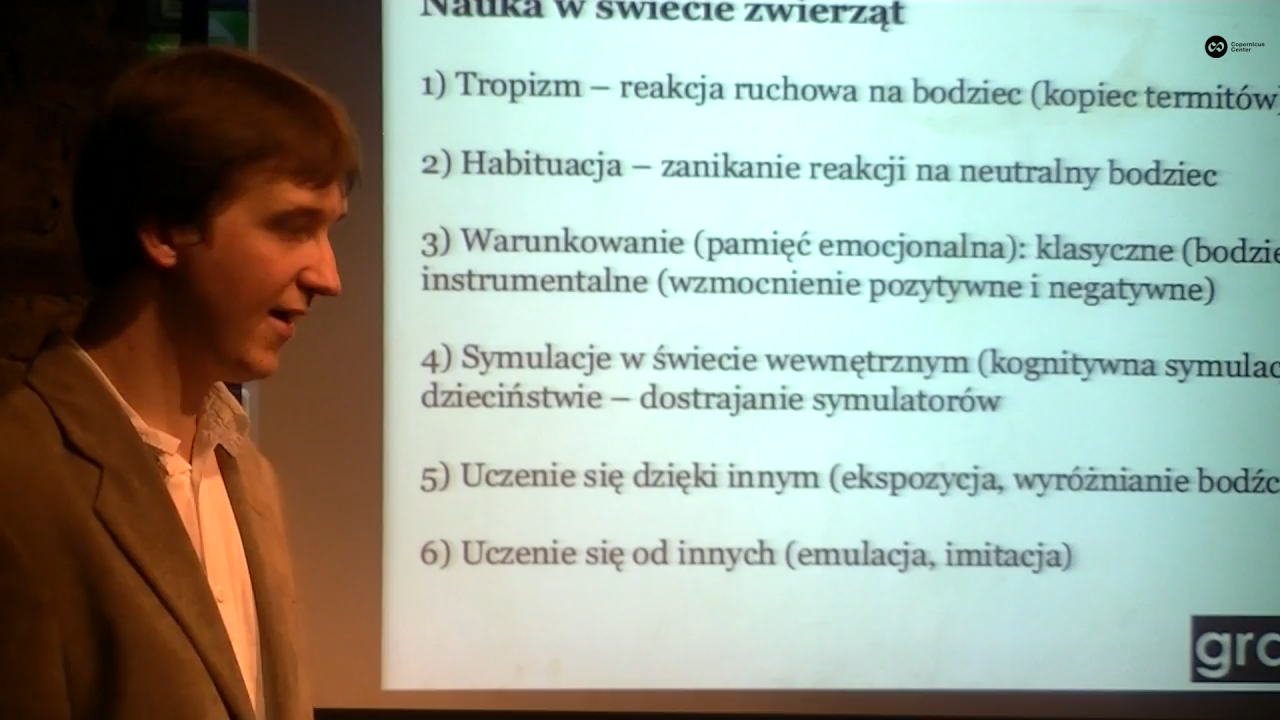 Nauka w świecie zwierząt
Copernicus
Center
1) Tropizm – reakcja ruchowa na bodziec (kopiec termitów)
2) Habituacja – zanikanie reakcji na neutralny bodziec
3) Warunkowanie (pamięć emocjonalna): klasyczne
instrumentalne (wzmocnienie pozytywne i negatywne)
4) Symulacje w świecie wewnętrznym (kognitywna
dzieciństwie – dostrajanie symulatorów
5) Uczenie się dzięki innym (ekspozycja, wyróżnianie
6) Uczenie się od innych (emulacja, imitacja)